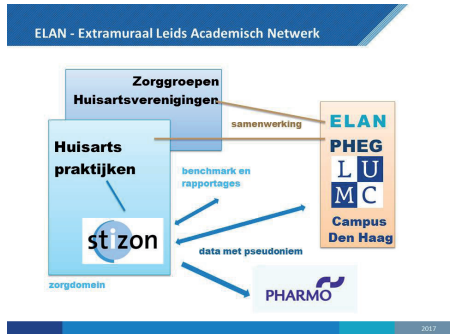 ELAN - Extramuraal Leids Academisch Netwerk
Zorggroepen
Huisartsverenigingen
samenwerking
Huisarts
praktijken
benchmark en
rapportages
stizon
data met pseudoniem
zorgdomein
ELAN
PHEG
L U
M C
Campus
Den Haag
PHARMO
2017